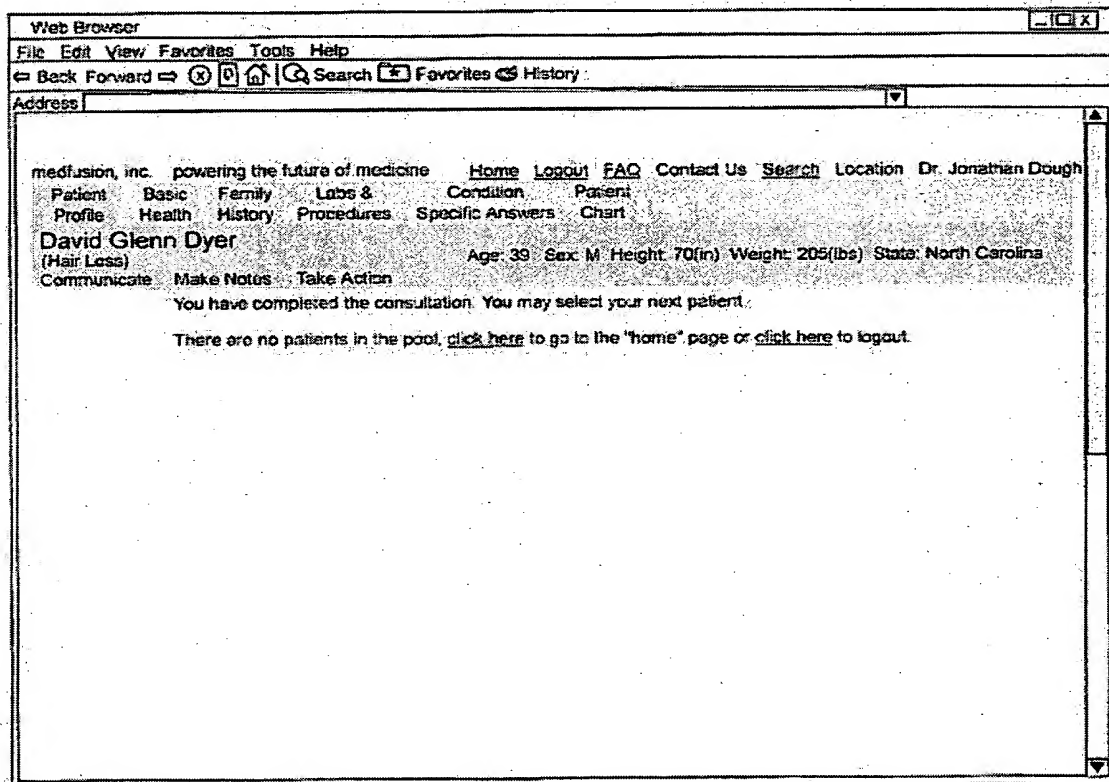 Web Browser
File Edit View Favorites Tools Help
Back Forward Search Favorites History
Address
medfusion, inc. powering the future of medicine Home Logout FAQ Contact Us Search Location Dr. Jonathan Dough
Patient Basic Family Labs & Condition Patient
Profile Health History Procedures Specific Answers Chart
David Glenn Dyer
(Hair Loss)
Age: 39 Sex: M Height: 70(in) Weight: 205(lbs) State: North Carolina
Communicate Make Notes Take Action
You have completed the consultation. You may select your next patient.
There are no patients in the pool, click here to go to the "home" page or click here to logout.